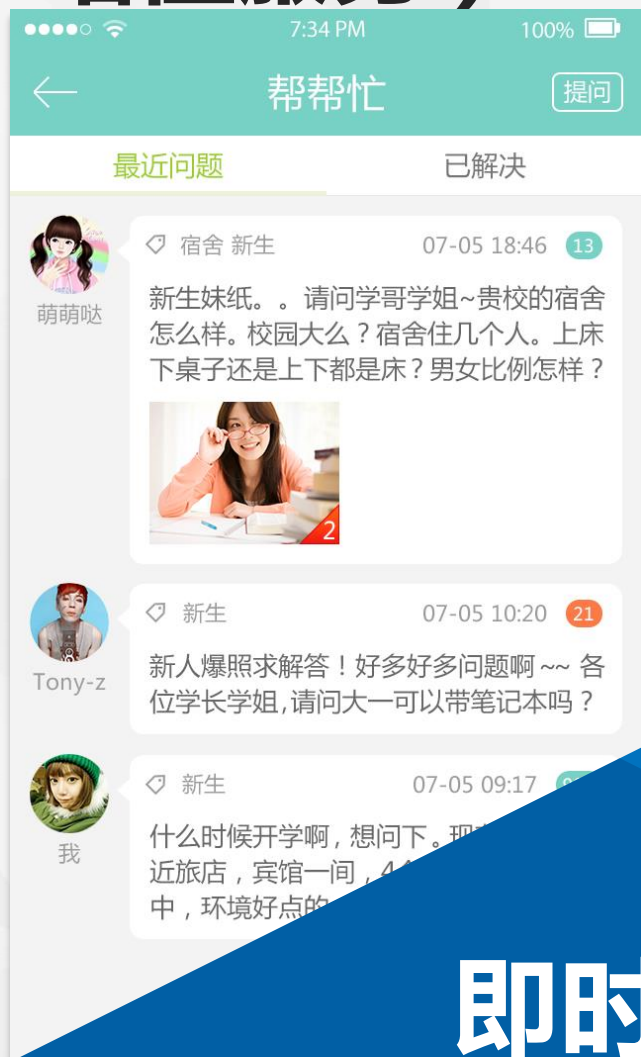 7:34 PM
100%
帮帮忙
提问
最近问题
已解决
宿舍 新生
07-05 18:46
13
萌萌哒
新生妹纸。。请问学哥学姐~贵校的宿舍
怎么样。校园大么？宿舍住几个人。上床
下桌子还是上下都是床？男女比例怎样？
2
新生
07-05 10:20
21
Tony-z
新人爆照求解答！好多好多问题啊~~ 各
位学长学姐,请问大一可以带笔记本吗？
新生
07-05 09:17
我
什么时候开学啊，想问下。现
近旅店，宾馆一间，4
中，环境好点的
即时